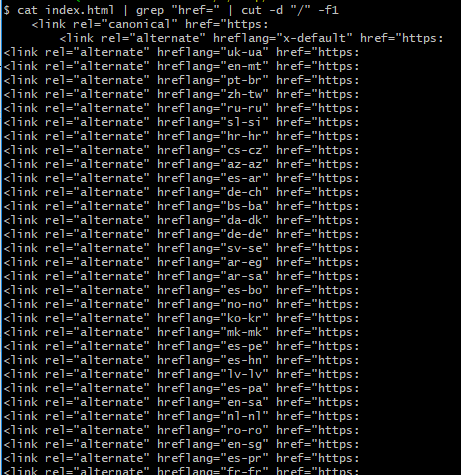 $ cat index.html | grep "href=" | cut -d "/" -f1
<link rel="canonical" href="https:
<link rel="alternate" hreflang="x-default" href="https:
<link rel="alternate" hreflang="uk-ua" href="https:
<link rel="alternate" hreflang="en-mt" href="https:
<link rel="alternate" hreflang="pt-br" href="https:
<link rel="alternate" hreflang="zh-tw" href="https:
<link rel="alternate" hreflang="ru-ru" href="https:
<link rel="alternate" hreflang="sl-si" href="https:
<link rel="alternate" hreflang="hr-hr" href="https:
<link rel="alternate" hreflang="cs-cz" href="https:
<link rel="alternate" hreflang="az-az" href="https:
<link rel="alternate" hreflang="es-ar" href="https:
<link rel="alternate" hreflang="de-ch" href="https:
<link rel="alternate" hreflang="bs-ba" href="https:
<link rel="alternate" hreflang="da-dk" href="https:
<link rel="alternate" hreflang="de-de" href="https:
<link rel="alternate" hreflang="sv-se" href="https:
<link rel="alternate" hreflang="ar-eg" href="https:
<link rel="alternate" hreflang="ar-sa" href="https:
<link rel="alternate" hreflang="es-bo" href="https:
<link rel="alternate" hreflang="no-no" href="https:
<link rel="alternate" hreflang="ko-kr" href="https:
<link rel="alternate" hreflang="mk-mk" href="https:
<link rel="alternate" hreflang="es-pe" href="https:
<link rel="alternate" hreflang="es-hn" href="https:
<link rel="alternate" hreflang="lv-lv" href="https:
<link rel="alternate" hreflang="es-pa" href="https:
<link rel="alternate" hreflang="en-sa" href="https:
<link rel="alternate" hreflang="nl-nl" href="https:
<link rel="alternate" hreflang="ro-ro" href="https:
<link rel="alternate" hreflang="en-sg" href="https:
<link rel="alternate" hreflang="es-pr" href="https:
<link rel="alternate" hreflang="fr-fr" href="https: